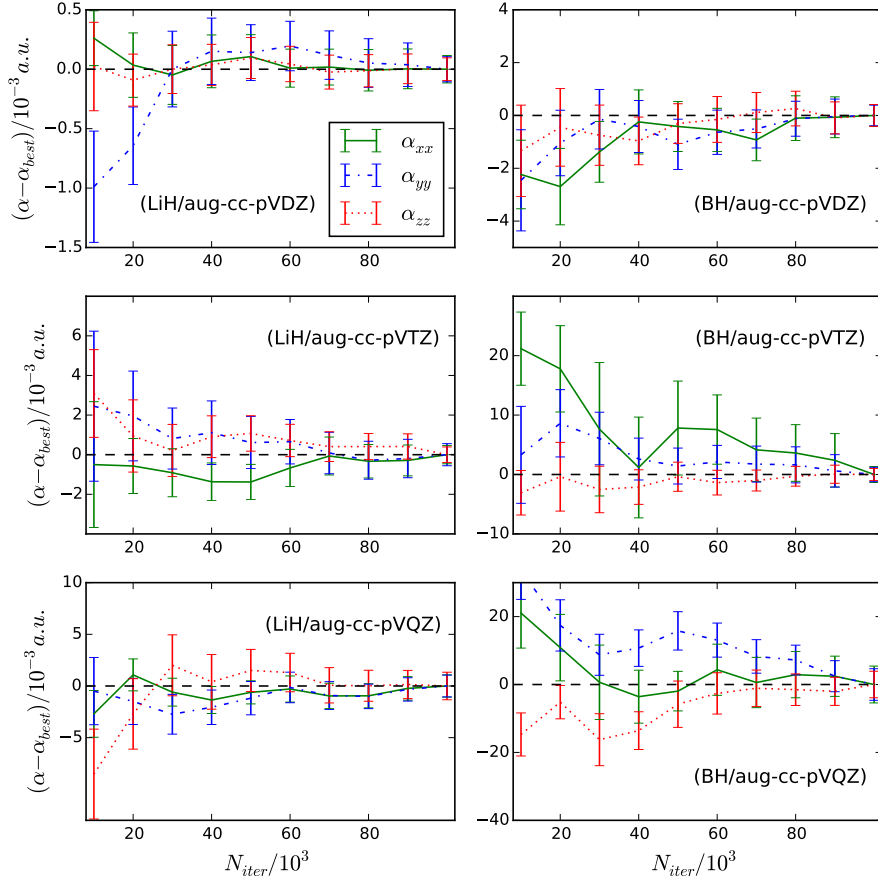 0.5
0.0
−0.5
−1.0
−1.5
(α−α_best)/10⁻³ a.u.
α_xx
α_yy
α_zz
(LiH/aug-cc-pVDZ)
20 40 60 80
4
2
0
−2
−4
(α−α_best)/10⁻³ a.u.
(BH/aug-cc-pVDZ)
20 40 60 80
6
4
2
0
−2
(α−α_best)/10⁻³ a.u.
(LiH/aug-cc-pVTZ)
20 40 60 80
20
10
0
−10
(BH/aug-cc-pVTZ)
20 40 60 80
10
5
0
−5
(α−α_best)/10⁻³ a.u.
(LiH/aug-cc-pVQZ)
20 40 60 80
N_iter/10³
20
0
−20
−40
(BH/aug-cc-pVQZ)
20 40 60 80
N_iter/10³